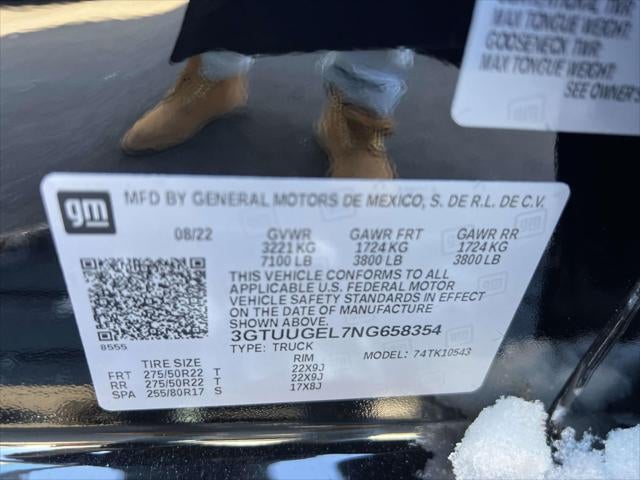 CONVENTIONAL TWR:
MAX TONGUE WEIGHT:
GOOSENECK TWR:
MAX TONGUE WEIGHT:
SEE OWNERS
gm
MFD BY GENERAL MOTORS DE MEXICO, S. DE R.L. DE C.V.
08/22 GVWR GAWR FRT GAWR RR
3221 KG 1724 KG 1724 KG
7100 LB 3800 LB 3800 LB
THIS VEHICLE CONFORMS TO ALL
APPLICABLE U.S. FEDERAL MOTOR
VEHICLE SAFETY STANDARDS IN EFFECT
ON THE DATE OF MANUFACTURE
SHOWN ABOVE.
3GTUUGEL7NG658354
8555
TYPE: TRUCK MODEL: 74TK10543
TIRE SIZE RIM
FRT 275/50R22 T 22X9J
RR 275/50R22 T 22X9J
SPA 255/80R17 S 17X8J